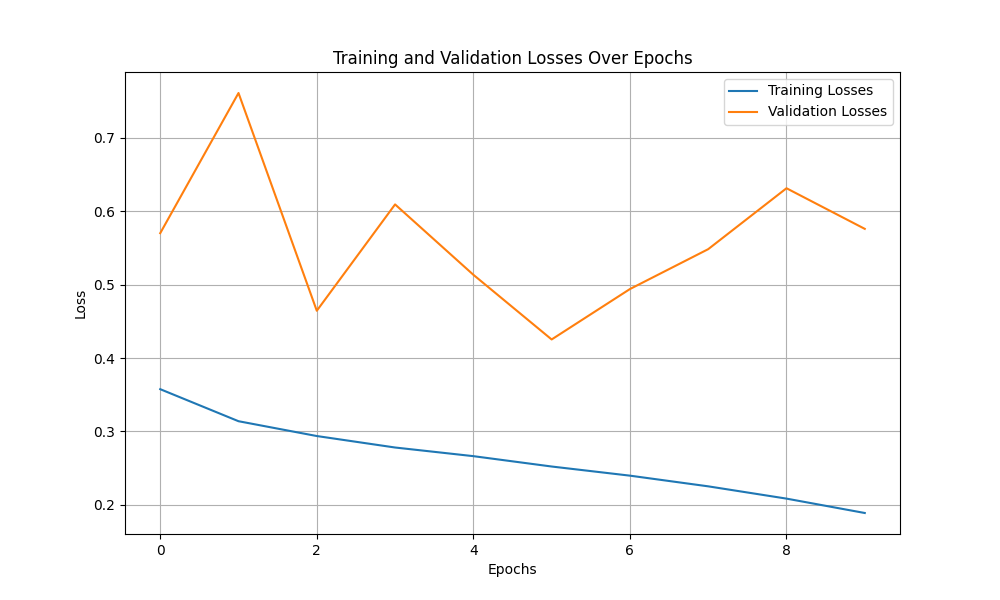 Training and Validation Losses Over Epochs
Training Losses
Validation Losses
0.7
0.6
0.5
0.4
0.3
0.2
Loss
0 2 4 6 8
Epochs